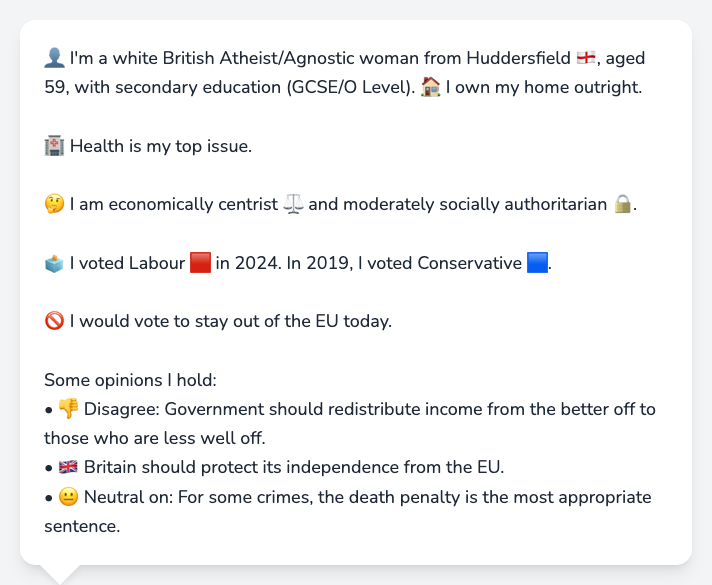 👤 I'm a white British Atheist/Agnostic woman from Huddersfield 🏴󠁧󠁢󠁥󠁮󠁧󠁿, aged
59, with secondary education (GCSE/O Level). 🏠 I own my home outright.
🏥 Health is my top issue.
🤔 I am economically centrist ⚖️ and moderately socially authoritarian 🔒.
🗳️ I voted Labour 🟥 in 2024. In 2019, I voted Conservative 🟦.
🚫 I would vote to stay out of the EU today.
Some opinions I hold:
• 👎 Disagree: Government should redistribute income from the better off to
those who are less well off.
• 🇬🇧 Britain should protect its independence from the EU.
• 😐 Neutral on: For some crimes, the death penalty is the most appropriate
sentence.